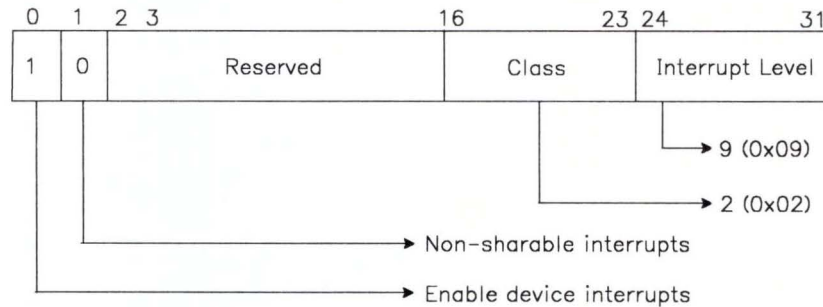 0 1 2 3 16 23 24 31
1 0 Reserved Class Interrupt Level
9 (0x09)
2 (0x02)
Non-sharable interrupts
Enable device interrupts